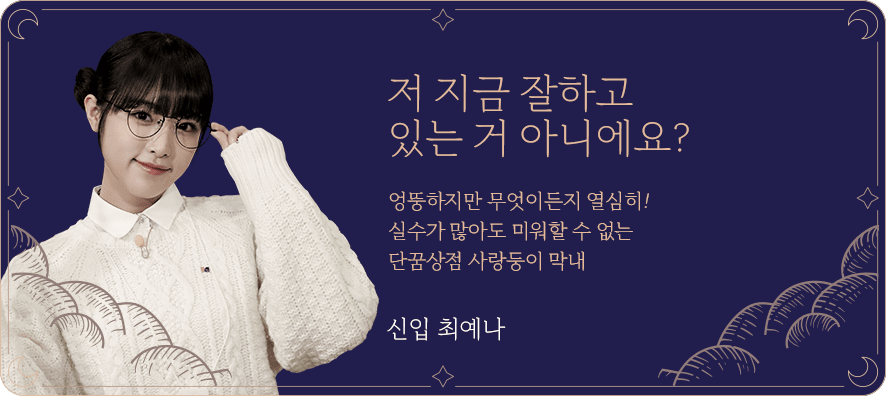 저 지금 잘하고
있는 거 아니에요?
엉뚱하지만 무엇이든지 열심히!
실수가 많아도 미워할 수 없는
단꿈상점 사랑둥이 막내
신입 최예나